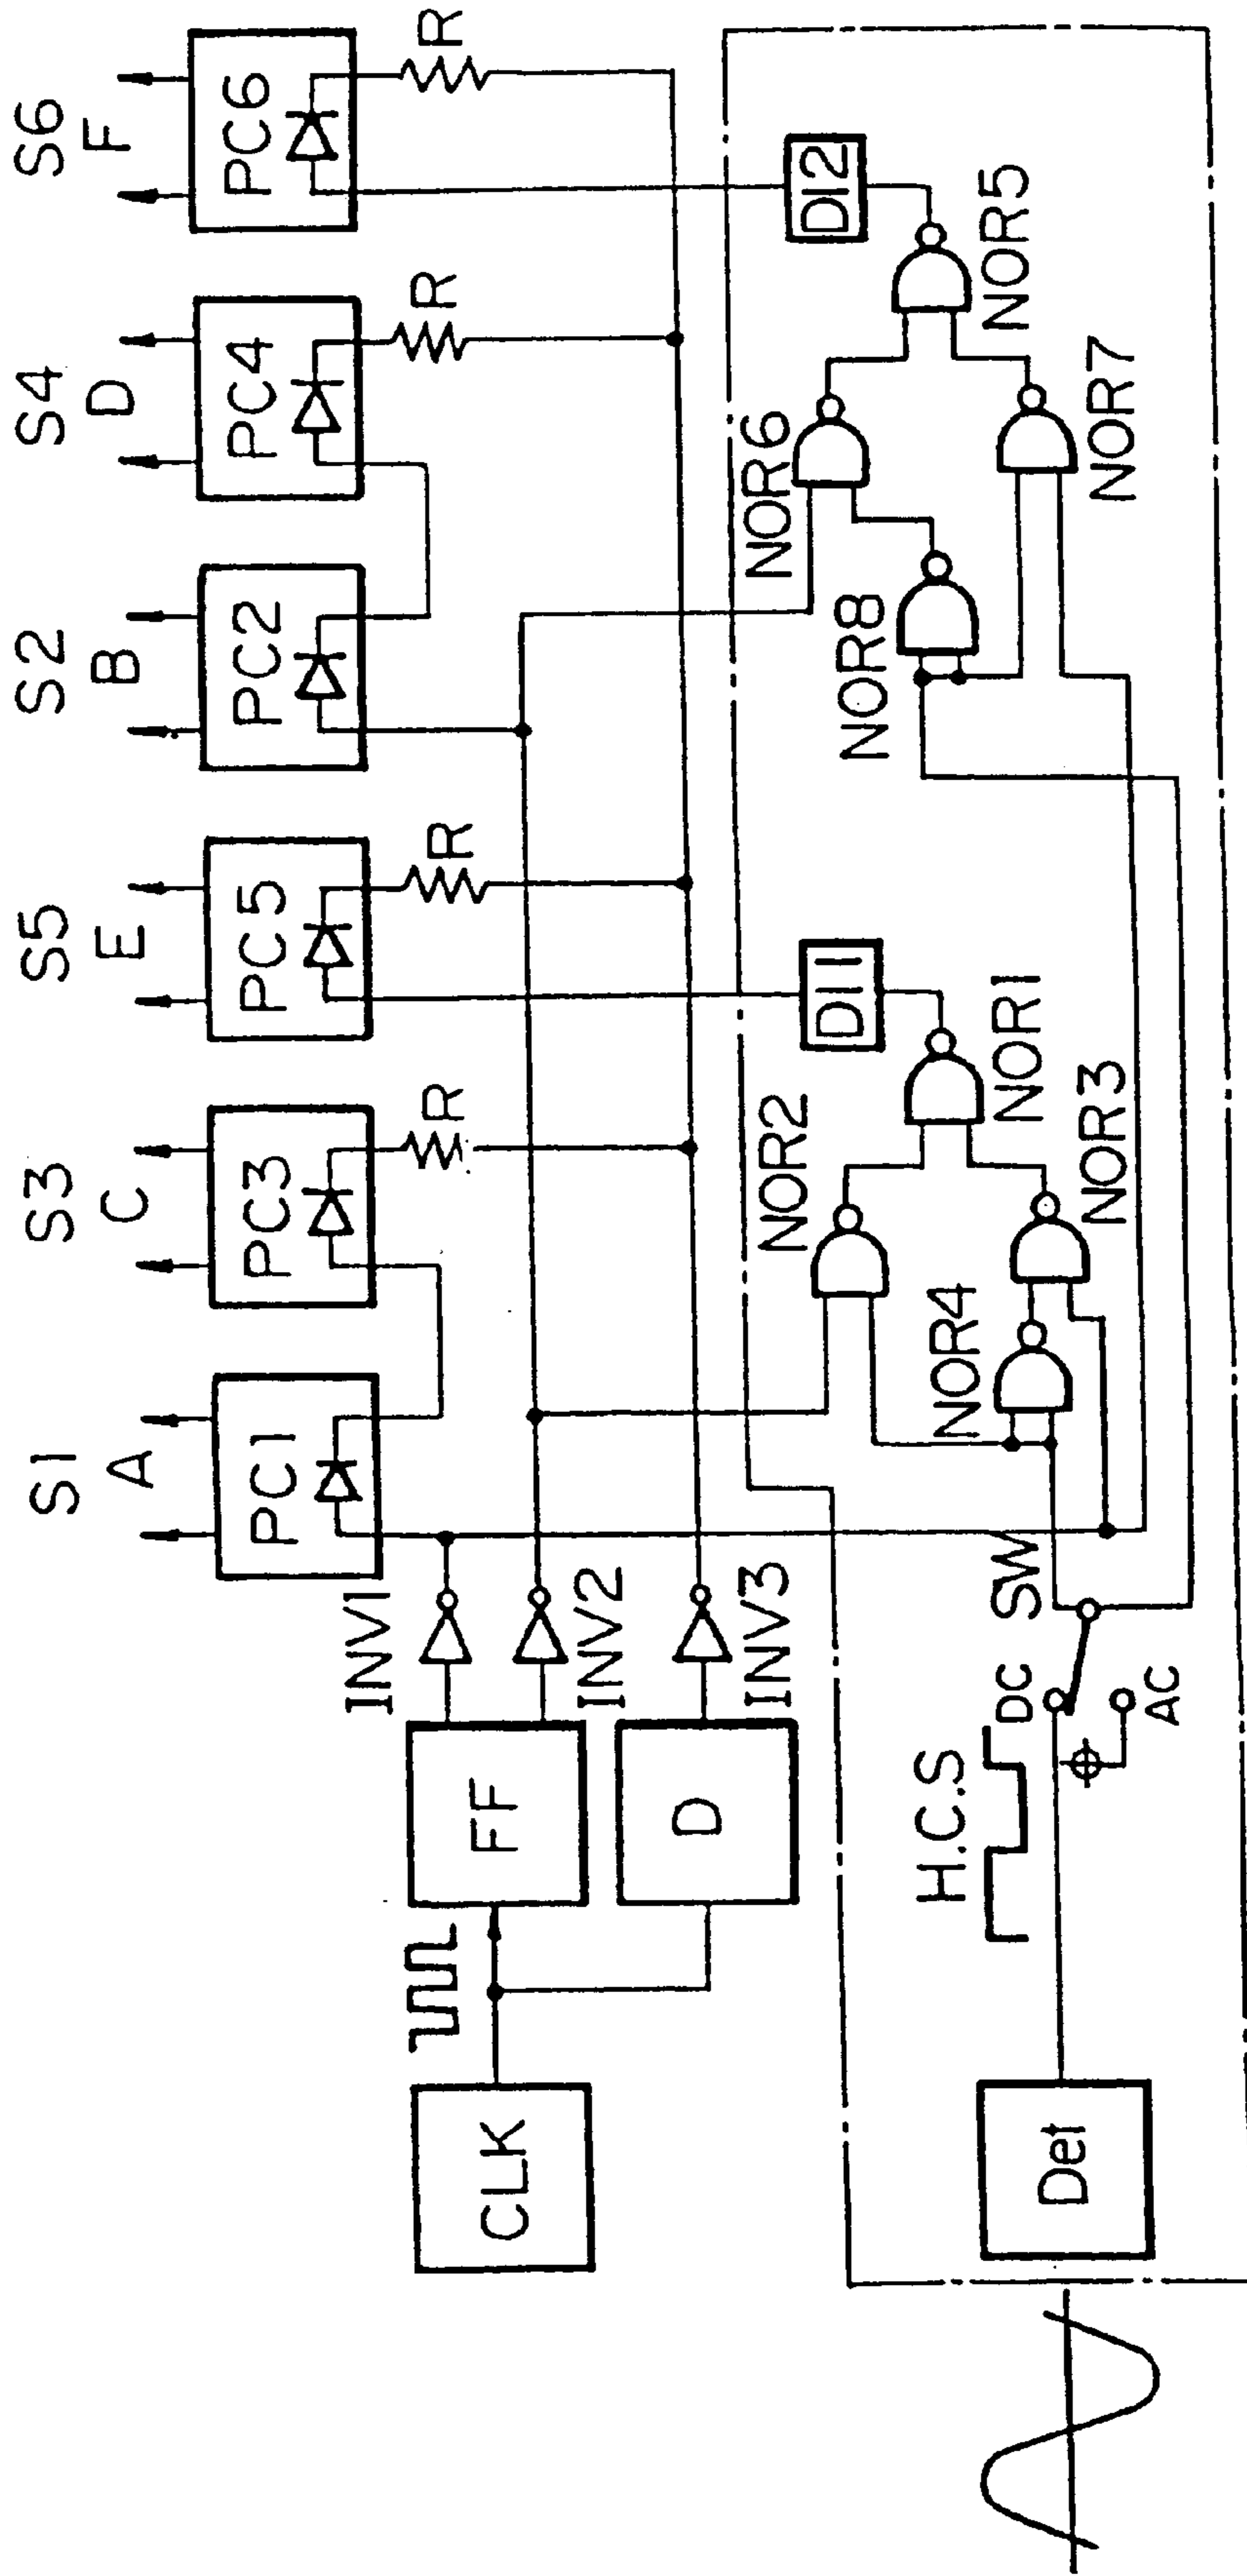 S1 S3 S5 S2 S4 S6
A C E B D F
PC1 PC3 PC5 PC2 PC4 PC6
R R R R
INV1
INV2
INV3
CLK
FF
D
DI1
DI2
NOR2
NOR1
NOR4
NOR3
NOR6
NOR5
NOR8
NOR7
H.C.S
DC
SW
AC
Det